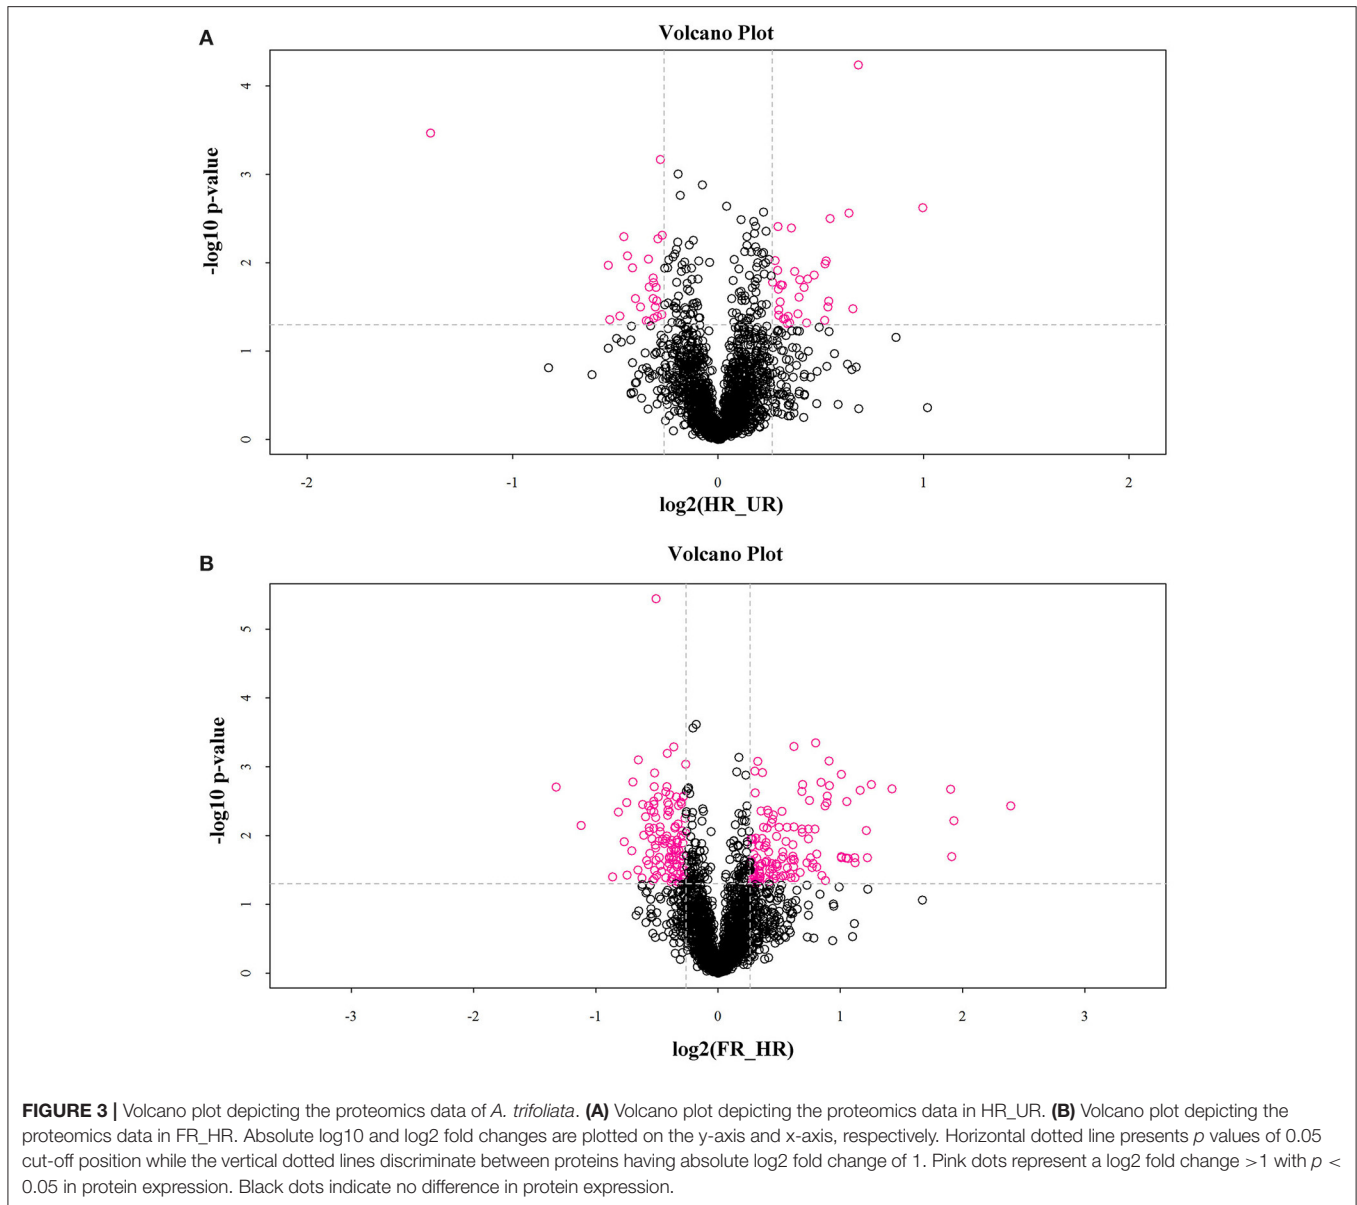 A
Volcano Plot
-log10 p-value
4
3
2
1
0
-2 -1 0 1 2
log2(HR_UR)
B
Volcano Plot
-log10 p-value
5
4
3
2
1
0
-3 -2 -1 0 1 2 3
log2(FR_HR)
FIGURE 3 | Volcano plot depicting the proteomics data of A. trifoliata. (A) Volcano plot depicting the proteomics data in HR_UR. (B) Volcano plot depicting the
proteomics data in FR_HR. Absolute log10 and log2 fold changes are plotted on the y-axis and x-axis, respectively. Horizontal dotted line presents p values of 0.05
cut-off position while the vertical dotted lines discriminate between proteins having absolute log2 fold change of 1. Pink dots represent a log2 fold change >1 with p <
0.05 in protein expression. Black dots indicate no difference in protein expression.